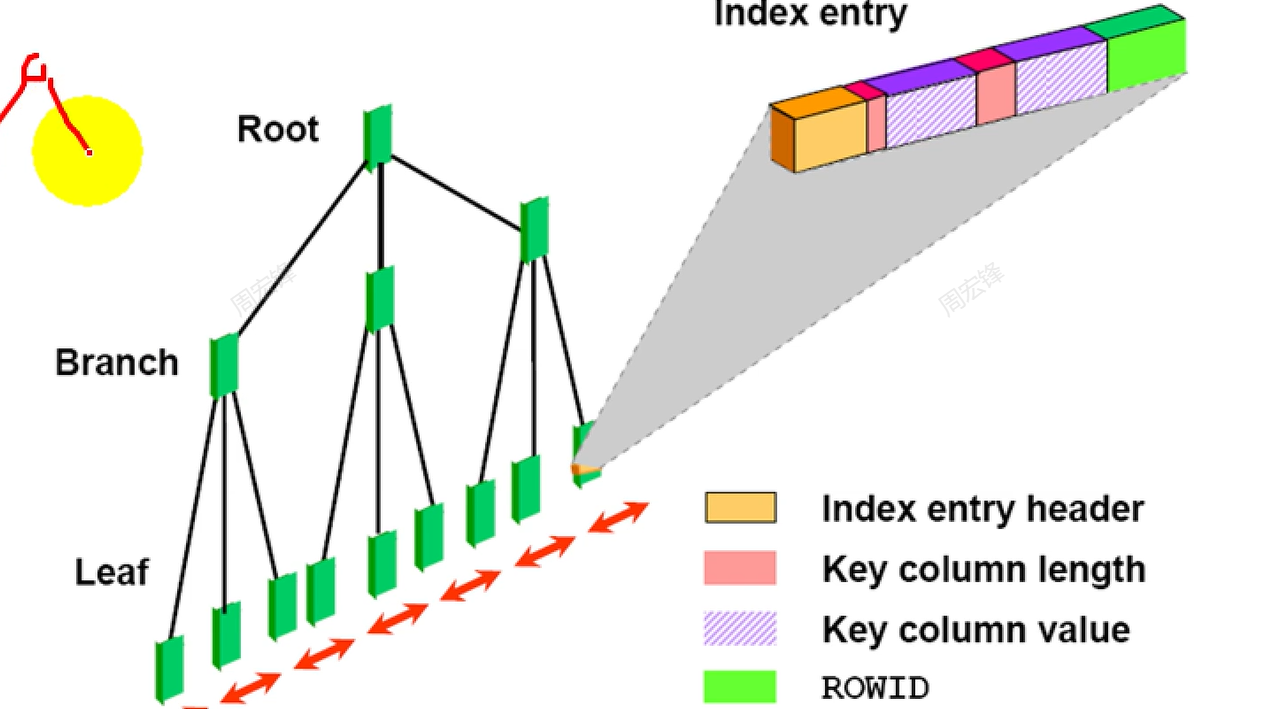 Index entry
Root
周宏锋
周宏锋
Branch
Leaf
Index entry header
Key column length
Key column value
ROWID